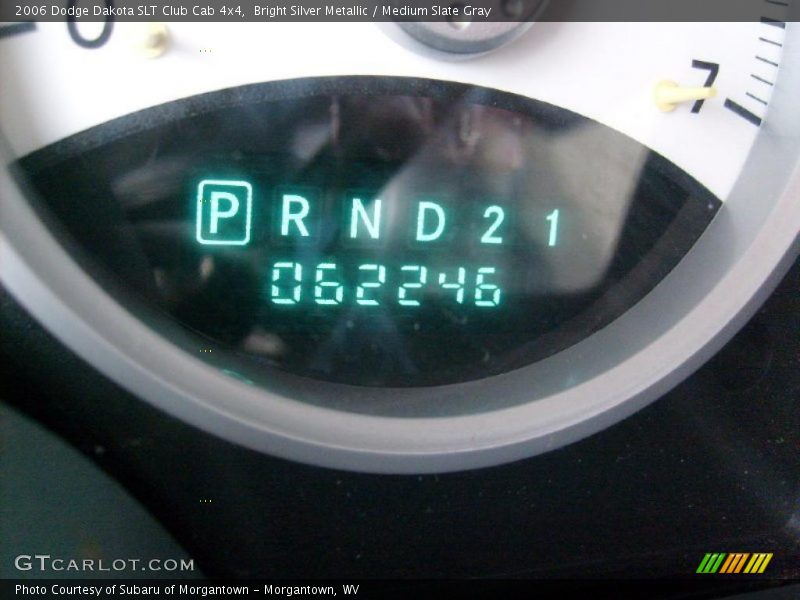 2006 Dodge Dakota SLT Club Cab 4x4, Bright Silver Metallic / Medium Slate Gray
0
7
P R N D 2 1
062246
GTCARLOT.COM
Photo Courtesy of Subaru of Morgantown - Morgantown, WV